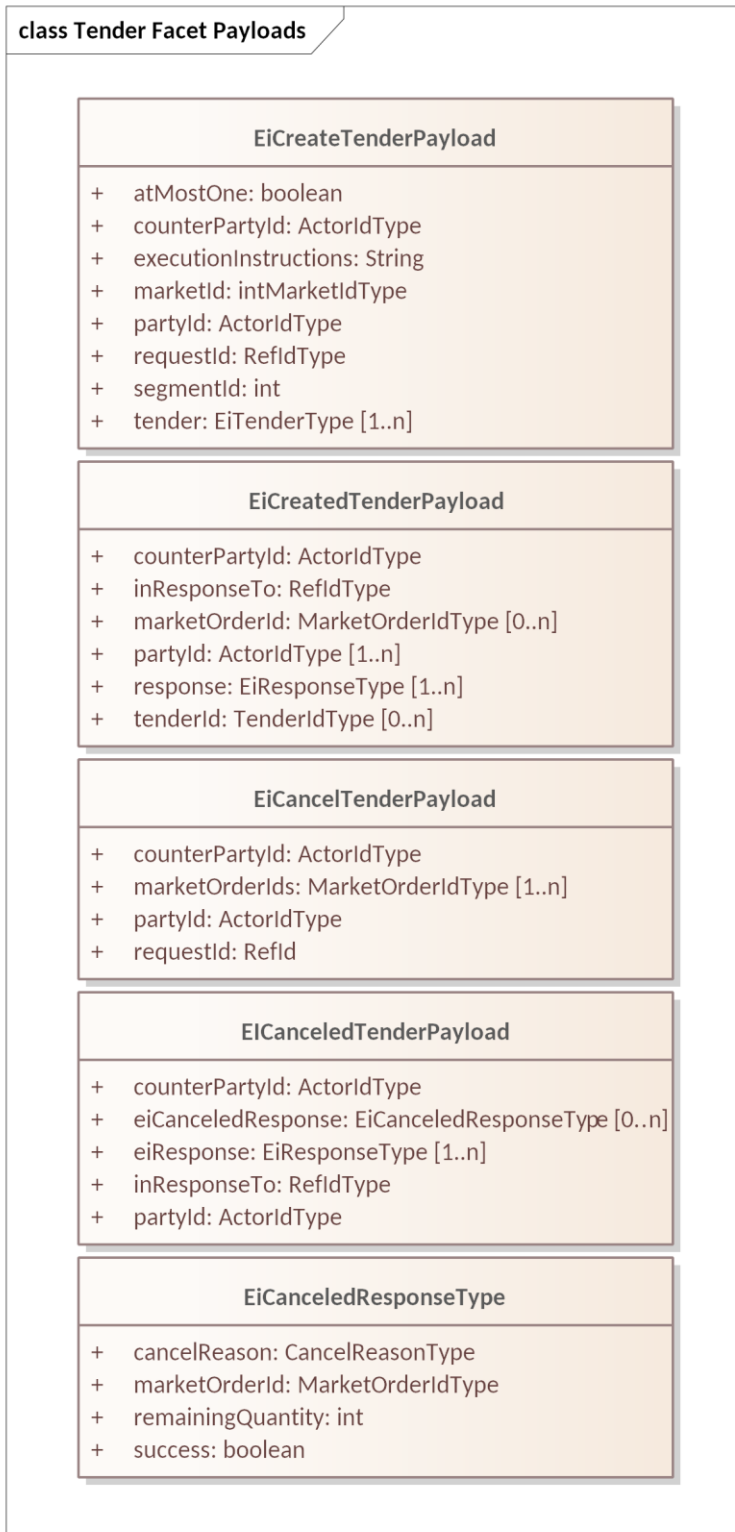 class Tender Facet Payloads
EiCreateTenderPayload
+ atMostOne: boolean
+ counterPartyId: ActorIdType
+ executionInstructions: String
+ marketId: intMarketIdType
+ partyId: ActorIdType
+ requestId: RefIdType
+ segmentId: int
+ tender: EiTenderType [1..n]
EiCreatedTenderPayload
+ counterPartyId: ActorIdType
+ inResponseTo: RefIdType
+ marketOrderId: MarketOrderIdType [0..n]
+ partyId: ActorIdType [1..n]
+ response: EiResponseType [1..n]
+ tenderId: TenderIdType [0..n]
EiCancelTenderPayload
+ counterPartyId: ActorIdType
+ marketOrderIds: MarketOrderIdType [1..n]
+ partyId: ActorIdType
+ requestId: RefId
EICanceledTenderPayload
+ counterPartyId: ActorIdType
+ eiCanceledResponse: EiCanceledResponseType [0..n]
+ eiResponse: EiResponseType [1..n]
+ inResponseTo: RefIdType
+ partyId: ActorIdType
EiCanceledResponseType
+ cancelReason: CancelReasonType
+ marketOrderId: MarketOrderIdType
+ remainingQuantity: int
+ success: boolean